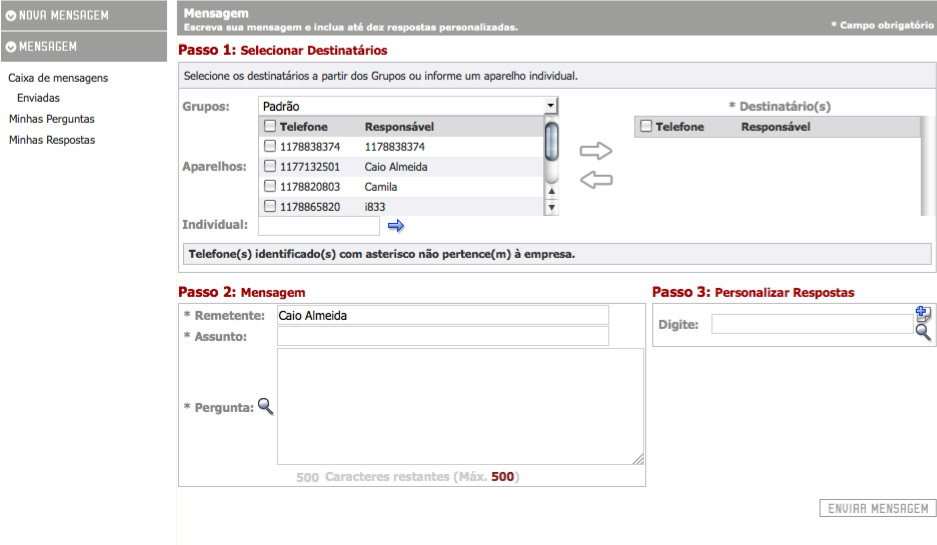 NOVA MENSAGEM
MENSAGEM
Caixa de mensagens
Enviadas
Minhas Perguntas
Minhas Respostas
Mensagem
Escreva sua mensagem e inclua até dez respostas personalizadas.
* Campo obrigatório
Passo 1: Selecionar Destinatários
Selecione os destinatários a partir dos Grupos ou informe um aparelho individual.
Grupos: Padrão
Aparelhos:
Telefone Responsável
1178838374 1178838374
1177132501 Caio Almeida
1178820803 Camila
1178865820 i833
* Destinatário(s)
Telefone Responsável
Individual:
Telefone(s) identificado(s) com asterisco não pertence(m) à empresa.
Passo 2: Mensagem
* Remetente: Caio Almeida
* Assunto:
* Pergunta:
500 Caracteres restantes (Máx. 500)
Passo 3: Personalizar Respostas
Digite:
ENVIAR MENSAGEM